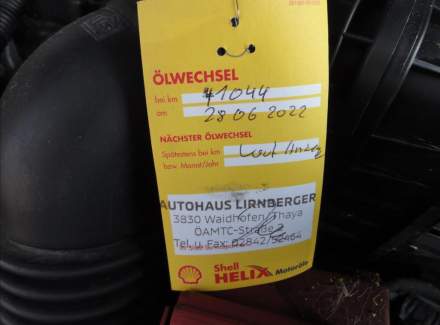 ÖLWECHSEL
bei km 41044
am 28 06 2022
NÄCHSTER ÖLWECHSEL
Spätestens bei km Laut Anzeig
bzw. Monat/Jahr
AUTOHAUS LIRNBERGER
3830 Waidhofen/Thaya
ÖAMTC-Straße 2
Tel. u. Fax: 02842/52464
Shell
HELIX Motoröle